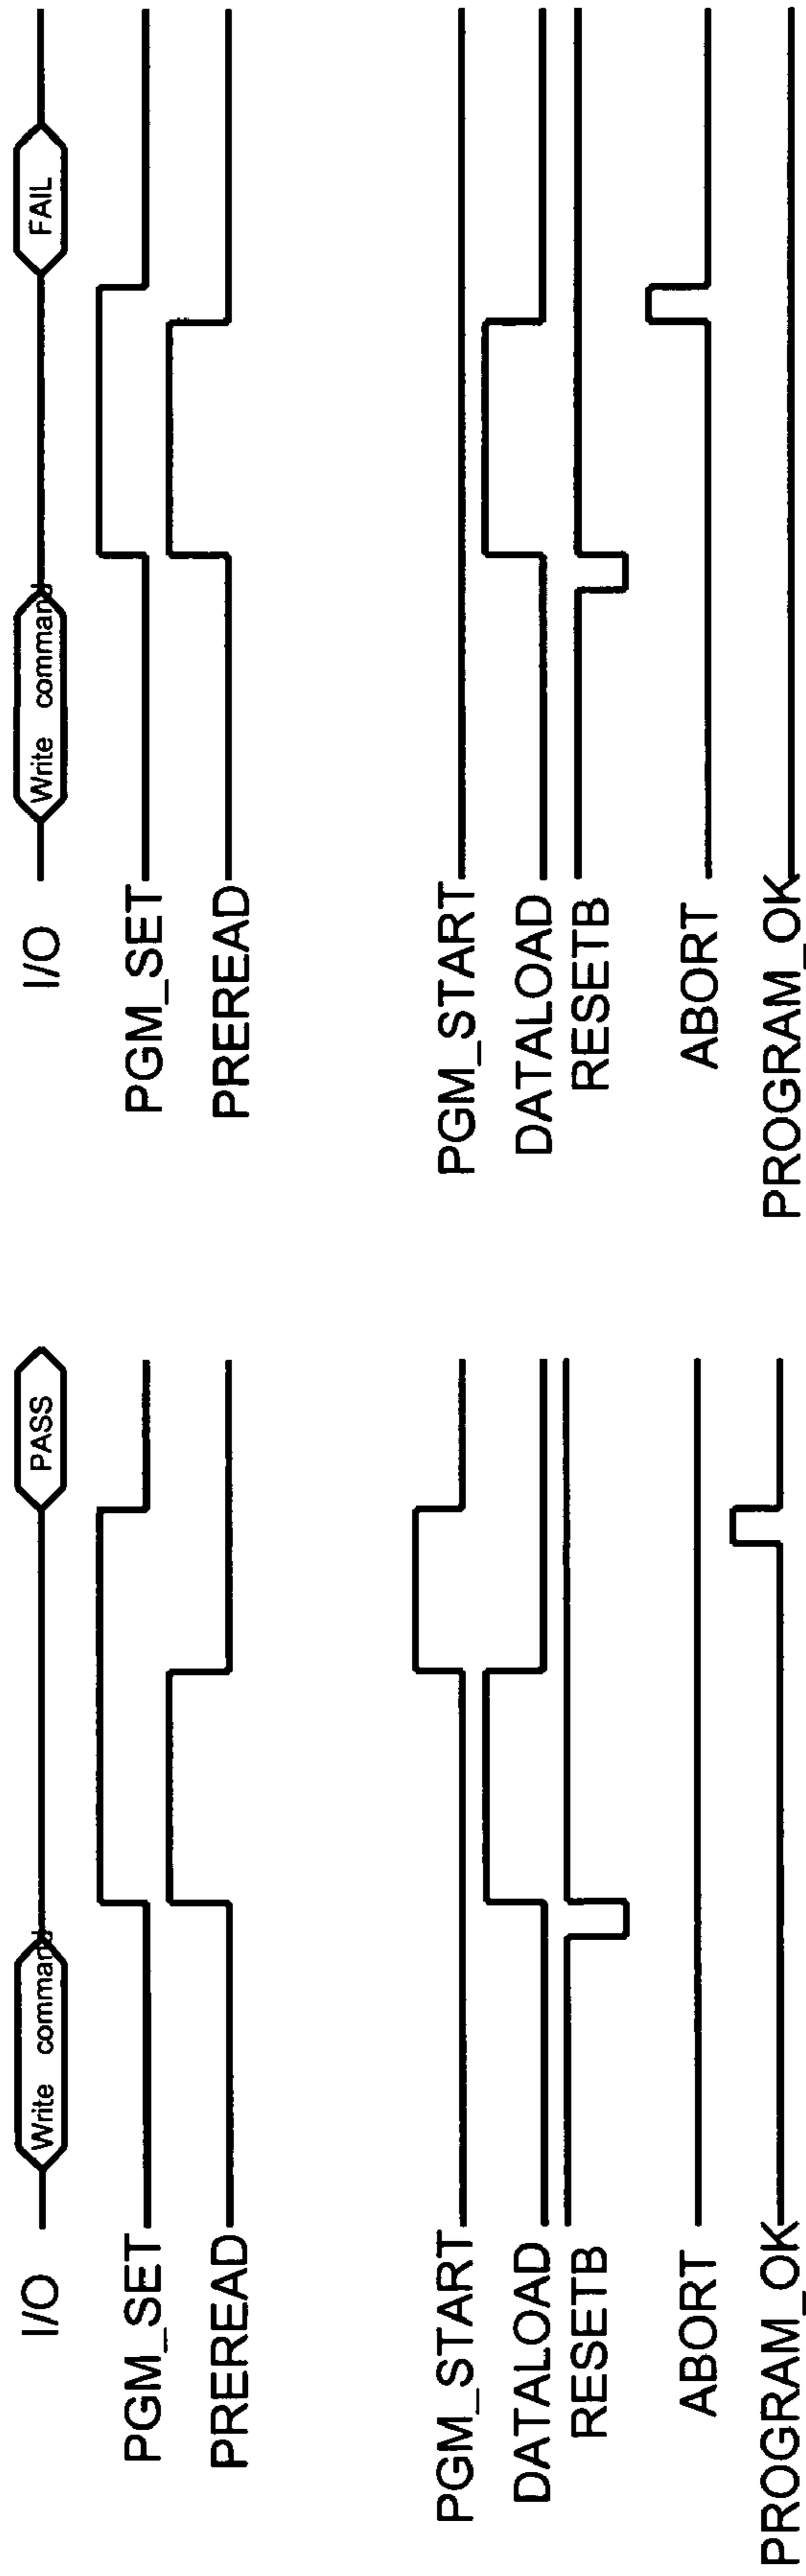 I/O
Write command
PASS
PGM_SET
PREREAD
PGM_START
DATALOAD
RESETB
ABORT
PROGRAM_OK
I/O
Write command
FAIL
PGM_SET
PREREAD
PGM_START
DATALOAD
RESETB
ABORT
PROGRAM_OK